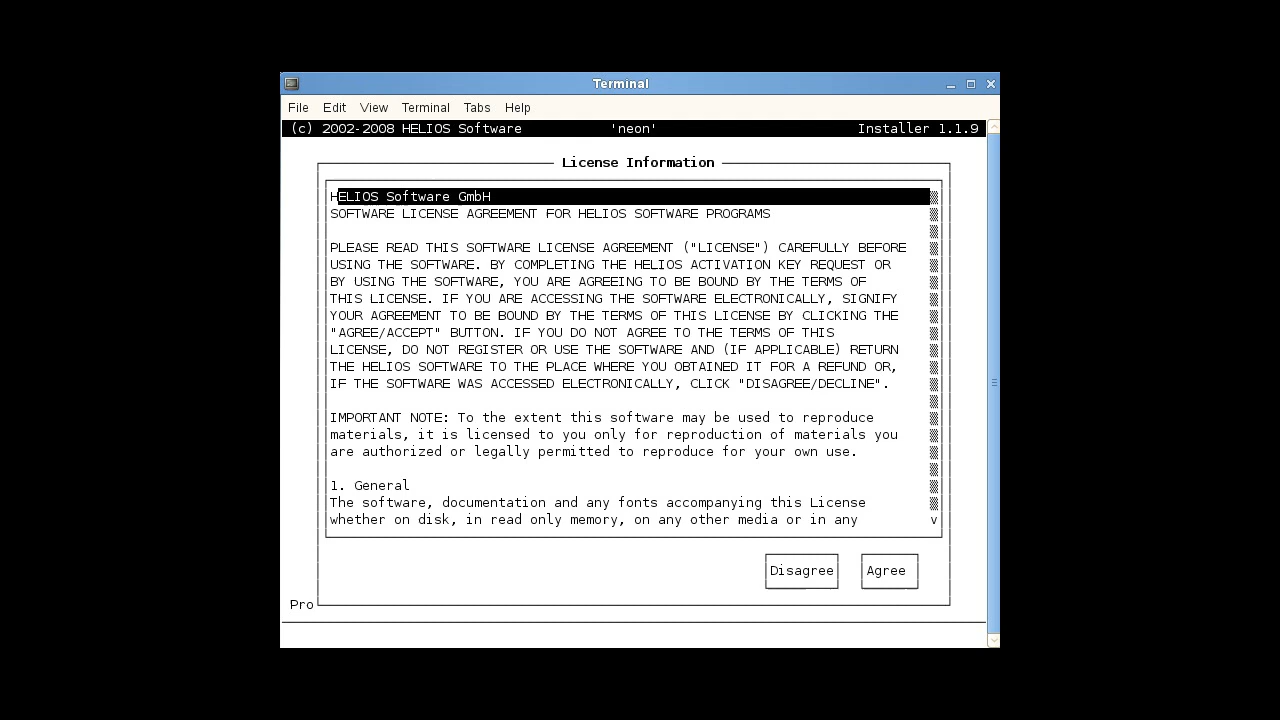 Terminal
File Edit View Terminal Tabs Help
(c) 2002-2008 HELIOS Software 'neon' Installer 1.1.9
License Information
HELIOS Software GmbH
SOFTWARE LICENSE AGREEMENT FOR HELIOS SOFTWARE PROGRAMS
PLEASE READ THIS SOFTWARE LICENSE AGREEMENT ("LICENSE") CAREFULLY BEFORE
USING THE SOFTWARE. BY COMPLETING THE HELIOS ACTIVATION KEY REQUEST OR
BY USING THE SOFTWARE, YOU ARE AGREEING TO BE BOUND BY THE TERMS OF
THIS LICENSE. IF YOU ARE ACCESSING THE SOFTWARE ELECTRONICALLY, SIGNIFY
YOUR AGREEMENT TO BE BOUND BY THE TERMS OF THIS LICENSE BY CLICKING THE
"AGREE/ACCEPT" BUTTON. IF YOU DO NOT AGREE TO THE TERMS OF THIS
LICENSE, DO NOT REGISTER OR USE THE SOFTWARE AND (IF APPLICABLE) RETURN
THE HELIOS SOFTWARE TO THE PLACE WHERE YOU OBTAINED IT FOR A REFUND OR,
IF THE SOFTWARE WAS ACCESSED ELECTRONICALLY, CLICK "DISAGREE/DECLINE".
IMPORTANT NOTE: To the extent this software may be used to reproduce
materials, it is licensed to you only for reproduction of materials you
are authorized or legally permitted to reproduce for your own use.
1. General
The software, documentation and any fonts accompanying this License
whether on disk, in read only memory, on any other media or in any v
Disagree Agree
Pro